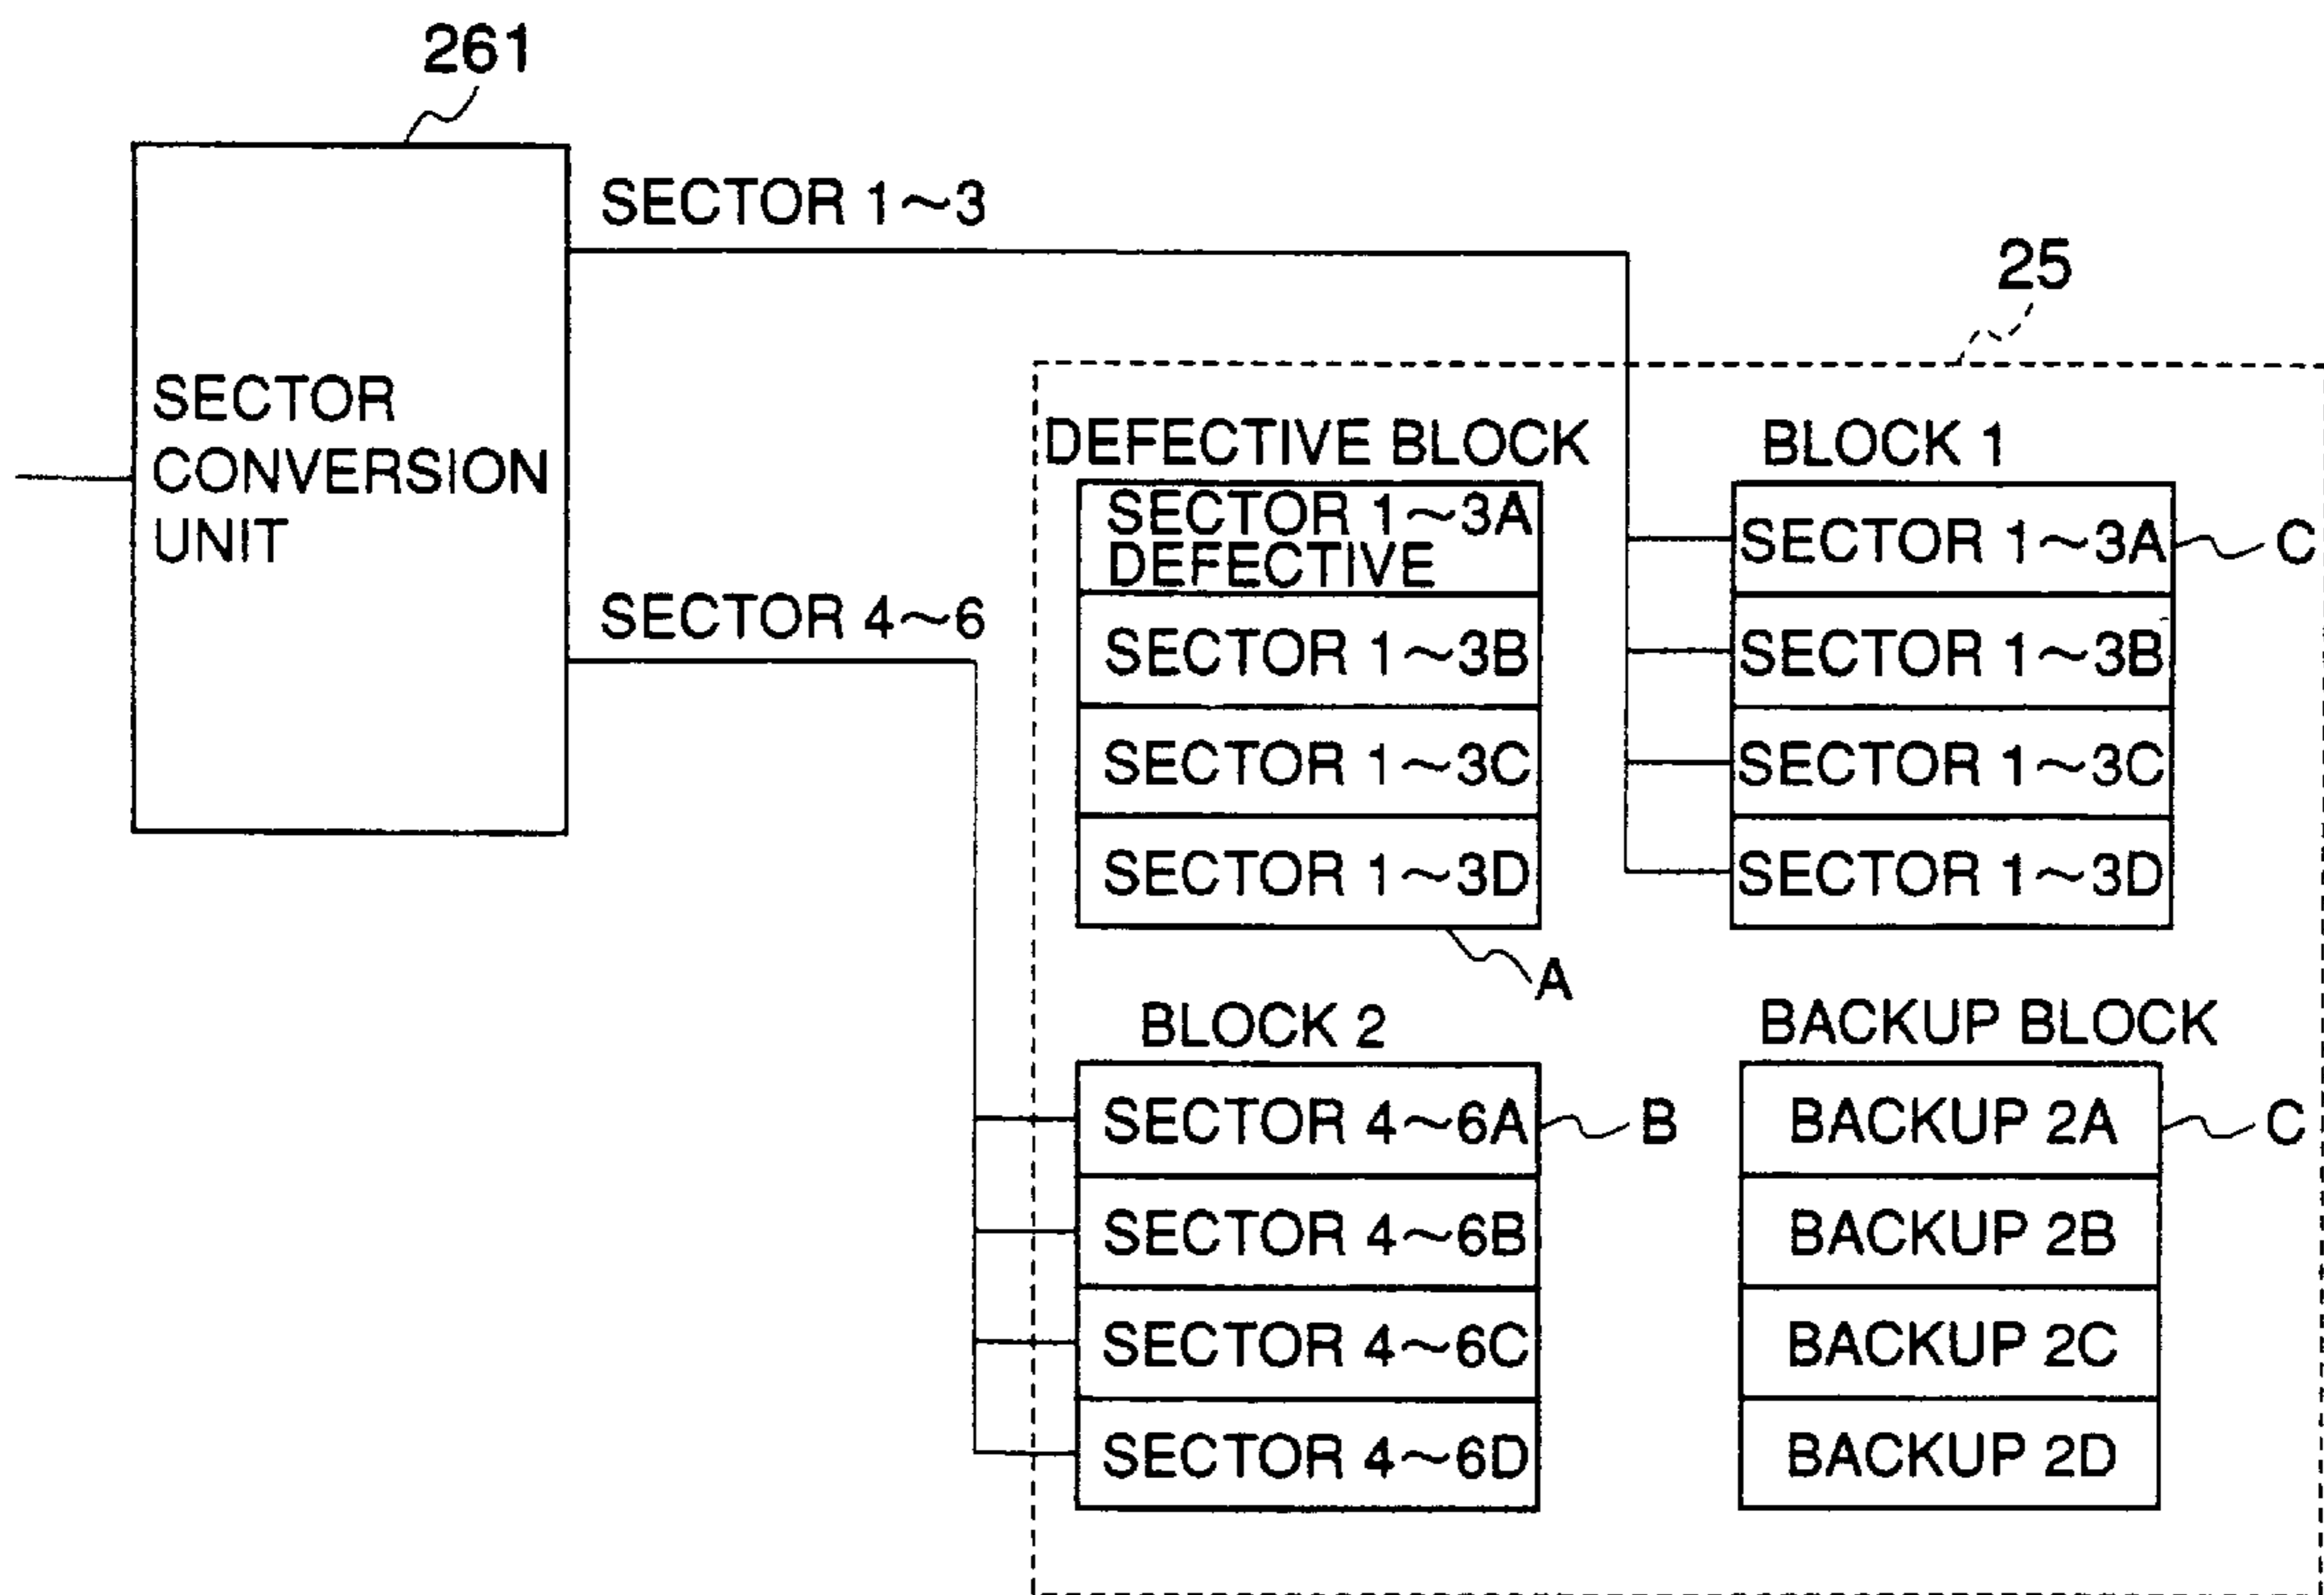 261
SECTOR 1~3
25
SECTOR
CONVERSION
UNIT
SECTOR 4~6
DEFECTIVE BLOCK
SECTOR 1~3A
DEFECTIVE
SECTOR 1~3B
SECTOR 1~3C
SECTOR 1~3D
A
BLOCK 1
SECTOR 1~3A
C
SECTOR 1~3B
SECTOR 1~3C
SECTOR 1~3D
BLOCK 2
SECTOR 4~6A
B
SECTOR 4~6B
SECTOR 4~6C
SECTOR 4~6D
BACKUP BLOCK
BACKUP 2A
C
BACKUP 2B
BACKUP 2C
BACKUP 2D